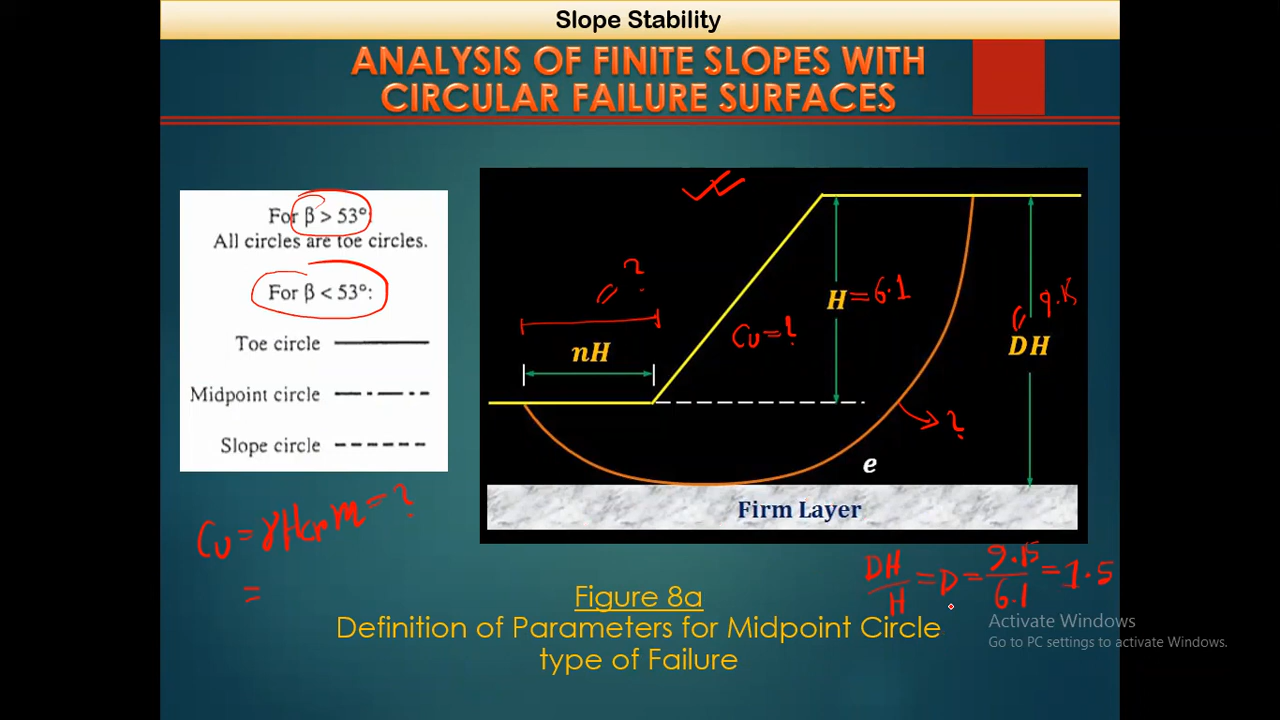 Slope Stability
ANALYSIS OF FINITE SLOPES WITH
CIRCULAR FAILURE SURFACES
For β > 53°:
All circles are toe circles.
For β < 53°:
Toe circle
Midpoint circle
Slope circle
?
nH
Cu = ?
H = 6.1
9.15
DH
?
e
Firm Layer
Cu = γHcr m = ?
=
DH/H = D = 9.15/6.1 = 1.5
Figure 8a
Definition of Parameters for Midpoint Circle
type of Failure
Activate Windows
Go to PC settings to activate Windows.